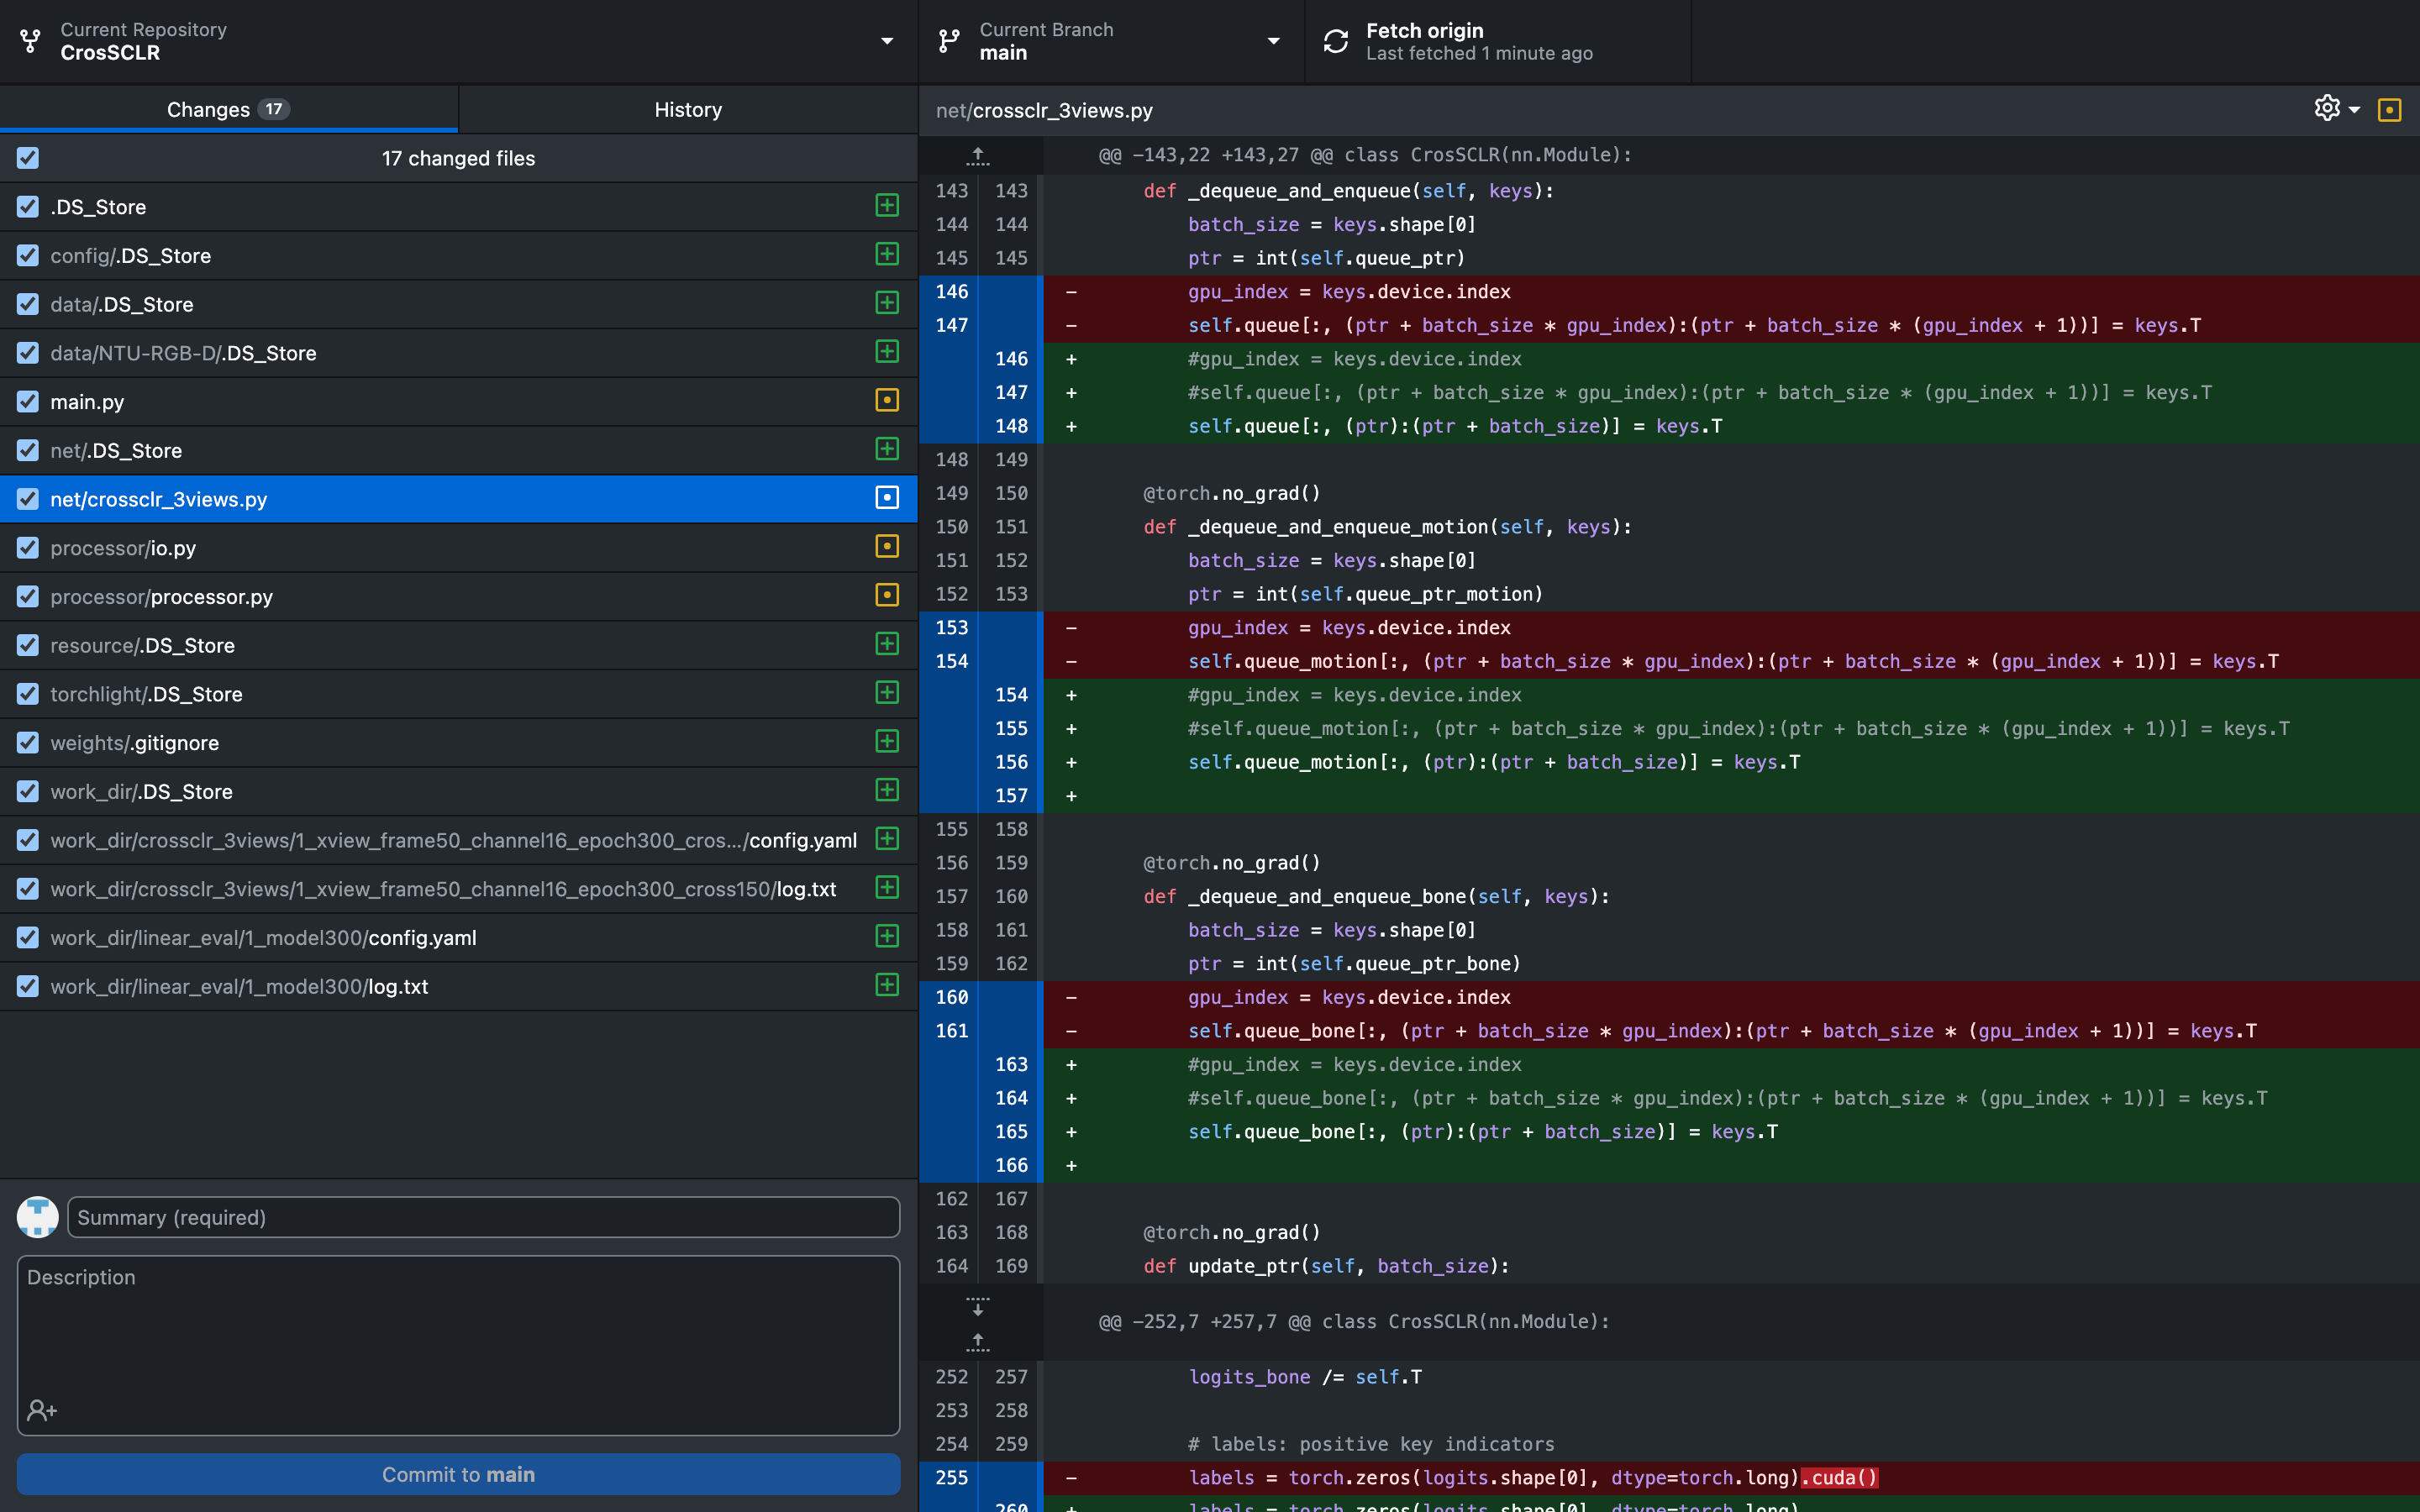 Current Repository
CrosSCLR
Current Branch
main
Fetch origin
Last fetched 1 minute ago
Changes 17
History
17 changed files
.DS_Store
config/.DS_Store
data/.DS_Store
data/NTU-RGB-D/.DS_Store
main.py
net/.DS_Store
net/crossclr_3views.py
processor/io.py
processor/processor.py
resource/.DS_Store
torchlight/.DS_Store
weights/.gitignore
work_dir/.DS_Store
work_dir/crossclr_3views/1_xview_frame50_channel16_epoch300_cros.../config.yaml
work_dir/crossclr_3views/1_xview_frame50_channel16_epoch300_cross150/log.txt
work_dir/linear_eval/1_model300/config.yaml
work_dir/linear_eval/1_model300/log.txt
Summary (required)
Description
Commit to main
net/crossclr_3views.py
@@ -143,22 +143,27 @@ class CrosSCLR(nn.Module):
143 143 def _dequeue_and_enqueue(self, keys):
144 144 batch_size = keys.shape[0]
145 145 ptr = int(self.queue_ptr)
146 - gpu_index = keys.device.index
147 - self.queue[:, (ptr + batch_size * gpu_index):(ptr + batch_size * (gpu_index + 1))] = keys.T
146 + #gpu_index = keys.device.index
147 + #self.queue[:, (ptr + batch_size * gpu_index):(ptr + batch_size * (gpu_index + 1))] = keys.T
148 + self.queue[:, (ptr):(ptr + batch_size)] = keys.T
148 149
149 150 @torch.no_grad()
150 151 def _dequeue_and_enqueue_motion(self, keys):
151 152 batch_size = keys.shape[0]
152 153 ptr = int(self.queue_ptr_motion)
153 - gpu_index = keys.device.index
154 - self.queue_motion[:, (ptr + batch_size * gpu_index):(ptr + batch_size * (gpu_index + 1))] = keys.T
154 + #gpu_index = keys.device.index
155 + #self.queue_motion[:, (ptr + batch_size * gpu_index):(ptr + batch_size * (gpu_index + 1))] = keys.T
156 + self.queue_motion[:, (ptr):(ptr + batch_size)] = keys.T
157 +
155 158
156 159 @torch.no_grad()
157 160 def _dequeue_and_enqueue_bone(self, keys):
158 161 batch_size = keys.shape[0]
159 162 ptr = int(self.queue_ptr_bone)
160 - gpu_index = keys.device.index
161 - self.queue_bone[:, (ptr + batch_size * gpu_index):(ptr + batch_size * (gpu_index + 1))] = keys.T
163 + #gpu_index = keys.device.index
164 + #self.queue_bone[:, (ptr + batch_size * gpu_index):(ptr + batch_size * (gpu_index + 1))] = keys.T
165 + self.queue_bone[:, (ptr):(ptr + batch_size)] = keys.T
166 +
162 167
163 168 @torch.no_grad()
164 169 def update_ptr(self, batch_size):
@@ -252,7 +257,7 @@ class CrosSCLR(nn.Module):
252 257 logits_bone /= self.T
253 258
254 259 # labels: positive key indicators
255 - labels = torch.zeros(logits.shape[0], dtype=torch.long).cuda()
260 + labels = torch.zeros(logits.shape[0], dtype=torch.long)